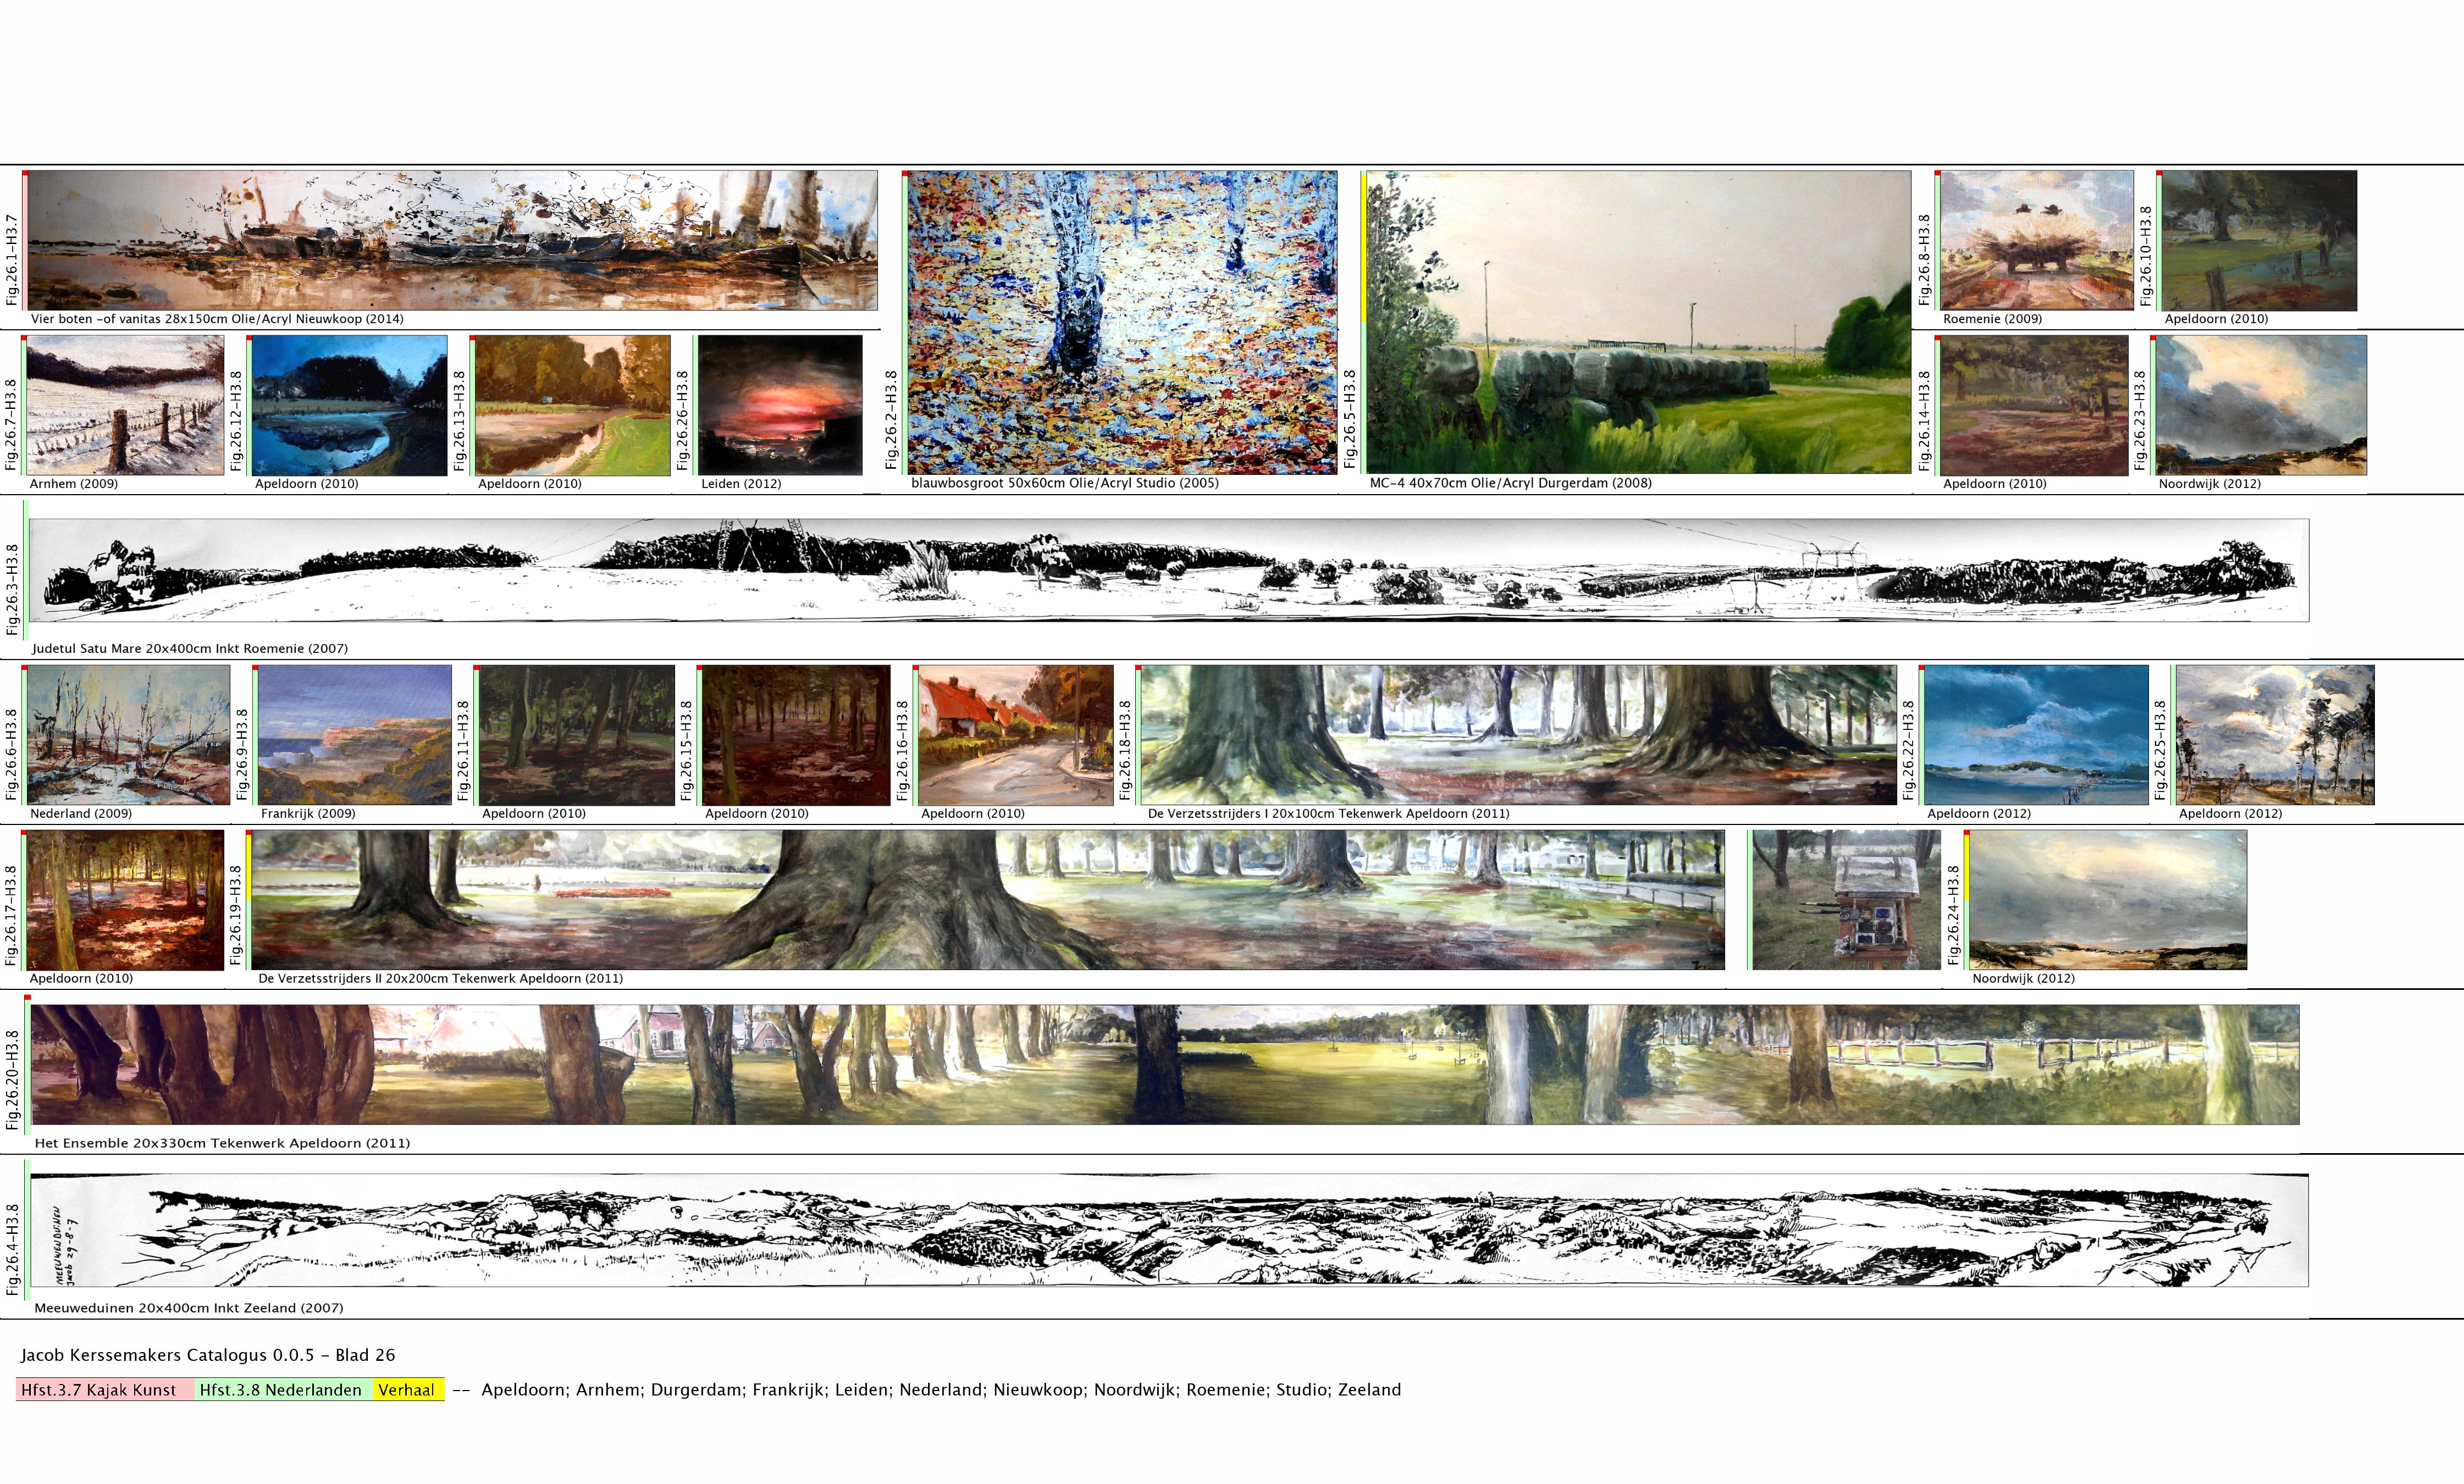 Fig.26.1-H3.7
Vier boten -of vanitas 28x150cm Olie/Acryl Nieuwkoop (2014)
Fig.26.2-H3.8
blauwbosgroot 50x60cm Olie/Acryl Studio (2005)
Fig.26.5-H3.8
MC-4 40x70cm Olie/Acryl Durgerdam (2008)
Fig.26.8-H3.8
Roemenie (2009)
Fig.26.10-H3.8
Apeldoorn (2010)
Fig.26.7-H3.8
Arnhem (2009)
Fig.26.12-H3.8
Apeldoorn (2010)
Fig.26.13-H3.8
Apeldoorn (2010)
Fig.26.26-H3.8
Leiden (2012)
Fig.26.14-H3.8
Apeldoorn (2010)
Fig.26.23-H3.8
Noordwijk (2012)
Fig.26.3-H3.8
Judetul Satu Mare 20x400cm Inkt Roemenie (2007)
Fig.26.6-H3.8
Nederland (2009)
Fig.26.9-H3.8
Frankrijk (2009)
Fig.26.11-H3.8
Apeldoorn (2010)
Fig.26.15-H3.8
Apeldoorn (2010)
Fig.26.16-H3.8
Apeldoorn (2010)
Fig.26.18-H3.8
De Verzetsstrijders I 20x100cm Tekenwerk Apeldoorn (2011)
Fig.26.22-H3.8
Apeldoorn (2012)
Fig.26.25-H3.8
Apeldoorn (2012)
Fig.26.17-H3.8
Apeldoorn (2010)
Fig.26.19-H3.8
De Verzetsstrijders II 20x200cm Tekenwerk Apeldoorn (2011)
Fig.26.24-H3.8
Noordwijk (2012)
Fig.26.20-H3.8
Het Ensemble 20x330cm Tekenwerk Apeldoorn (2011)
Fig.26.4-H3.8
MEEUWENDUINEN
Jacob 29-8-7
Meeuweduinen 20x400cm Inkt Zeeland (2007)
Jacob Kerssemakers Catalogus 0.0.5 - Blad 26
Hfst.3.7 Kajak Kunst Hfst.3.8 Nederlanden Verhaal -- Apeldoorn; Arnhem; Durgerdam; Frankrijk; Leiden; Nederland; Nieuwkoop; Noordwijk; Roemenie; Studio; Zeeland